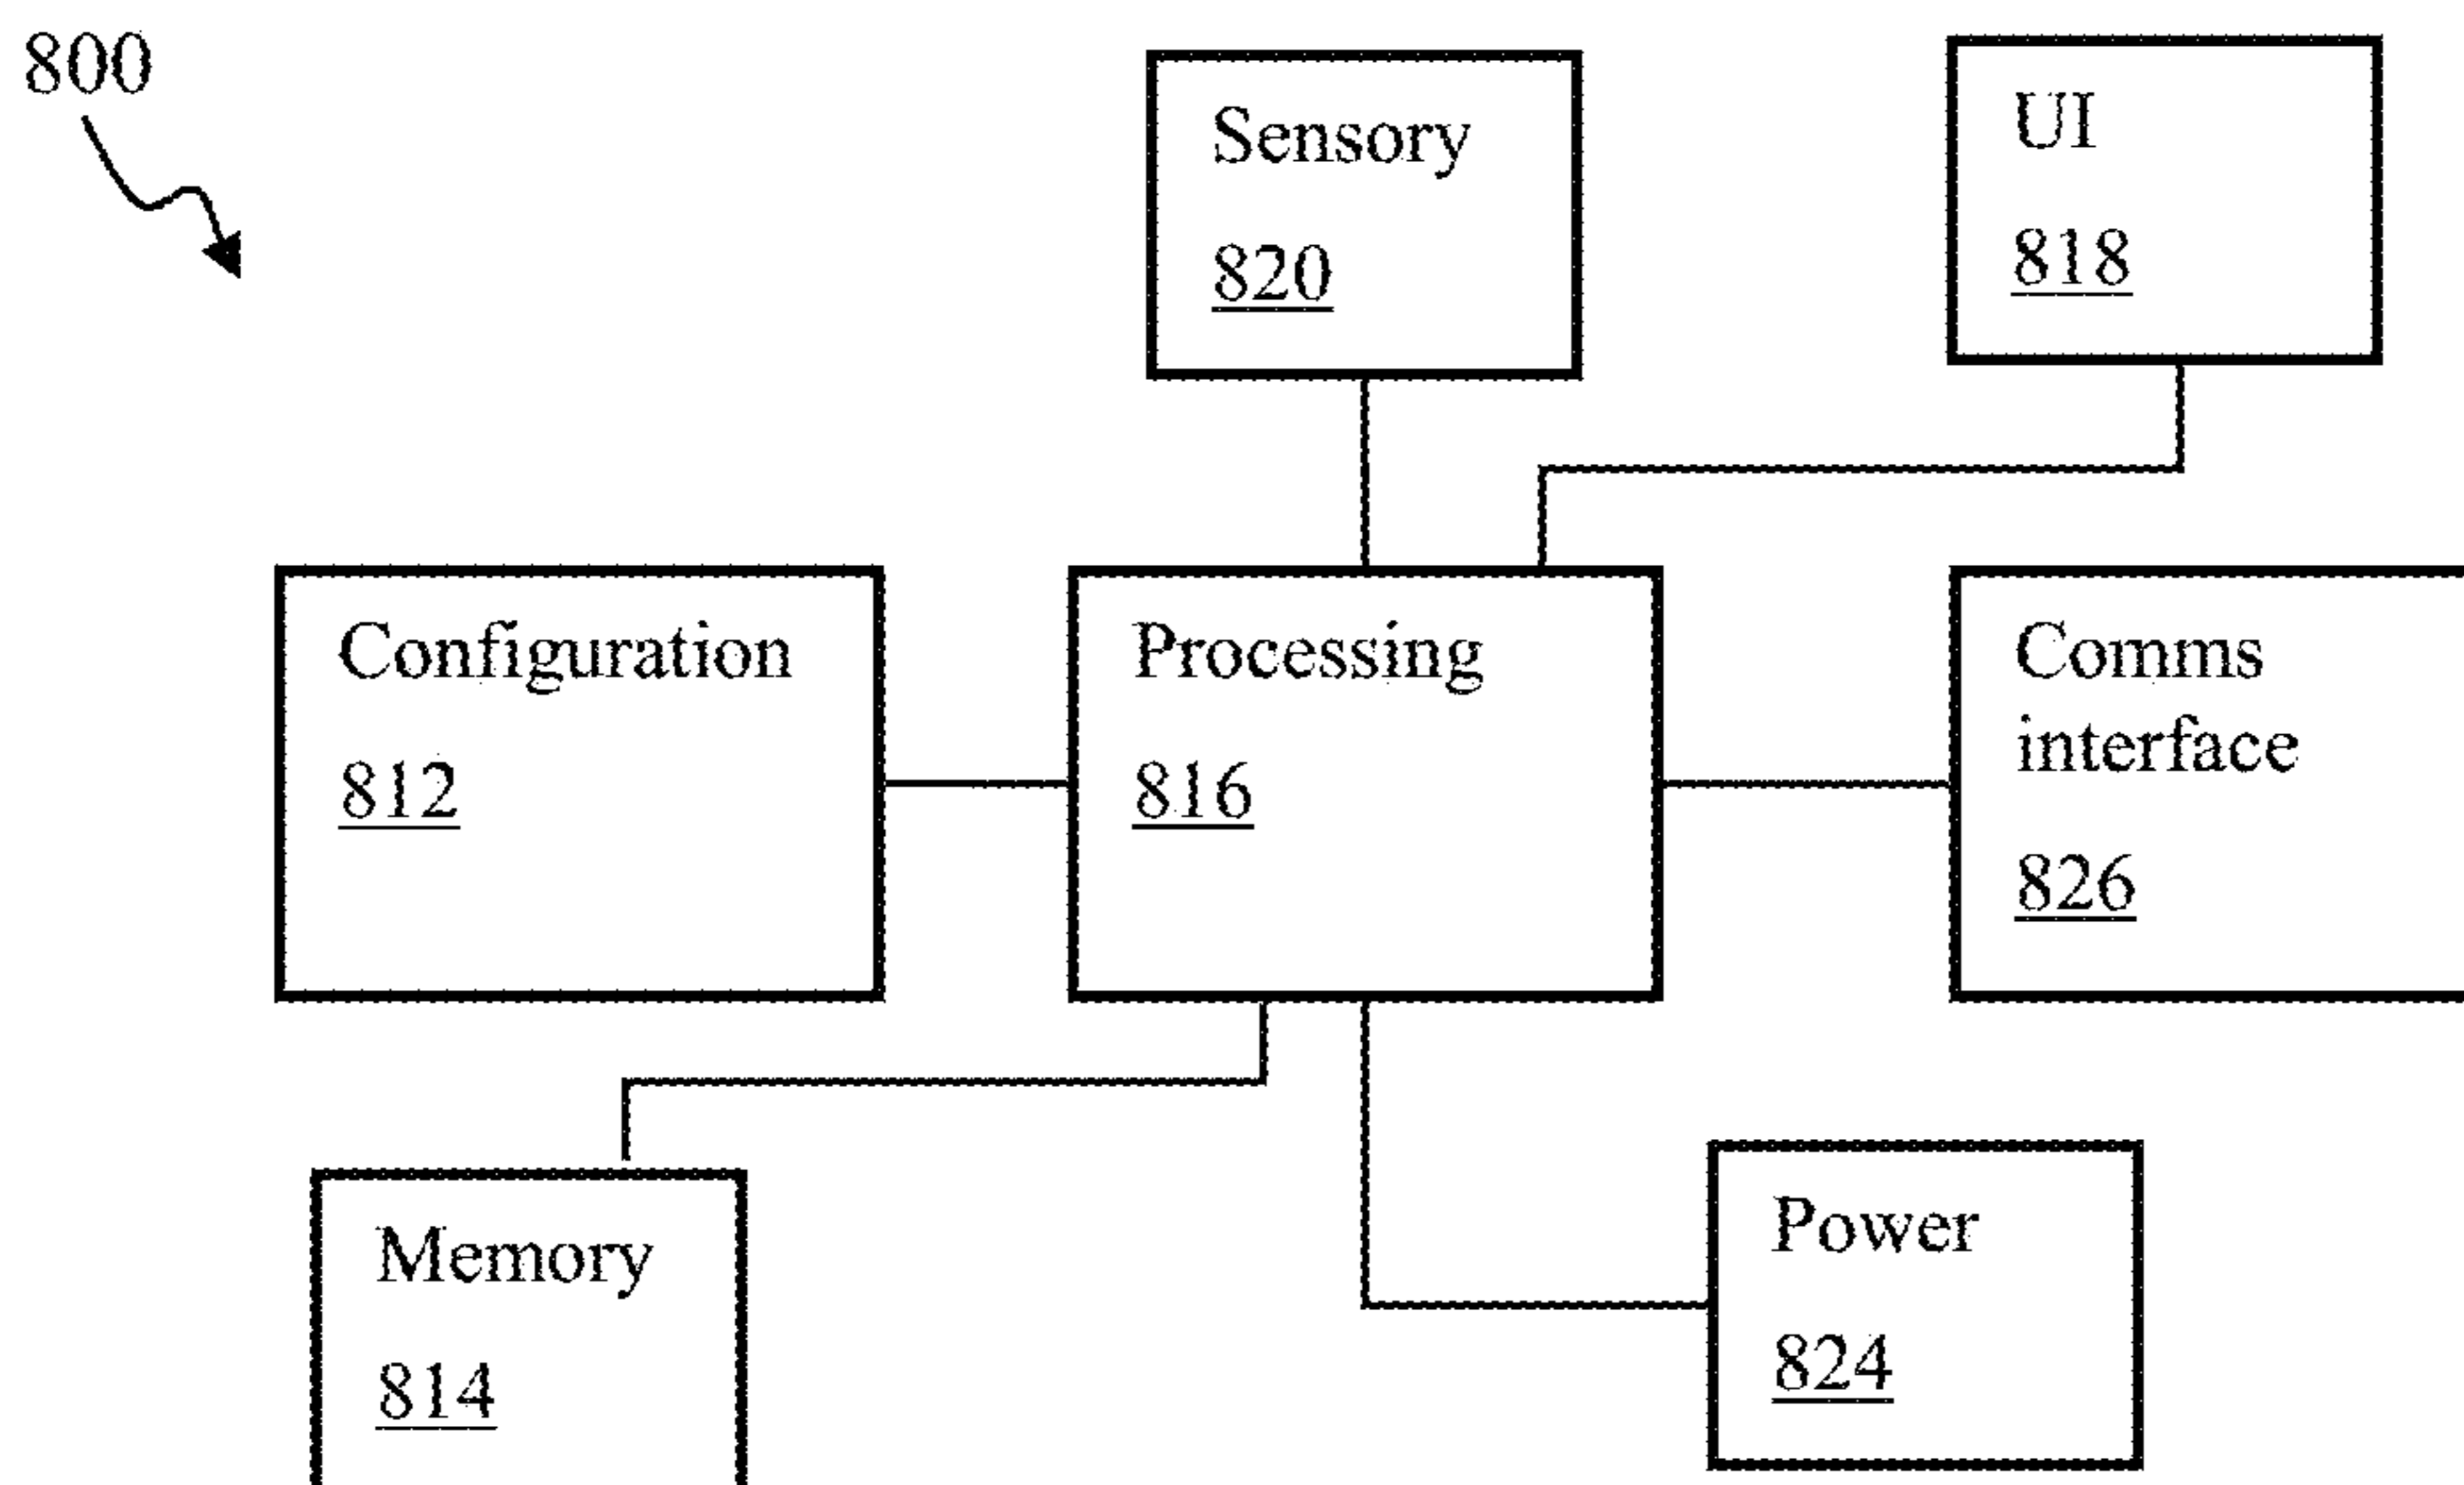 800
Sensory
820
UI
818
Configuration
812
Processing
816
Comms
interface
826
Memory
814
Power
824